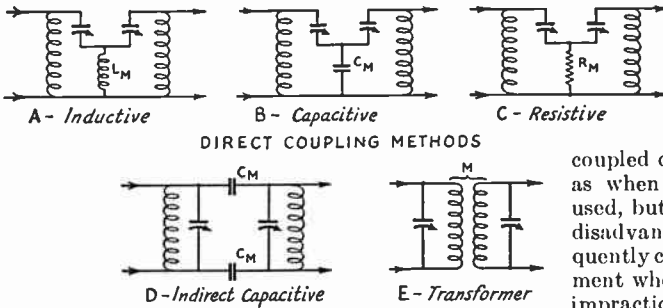 L_M
C_M
R_M
A - Inductive
B - Capacitive
C - Resistive
DIRECT COUPLING METHODS
C_M
C_M
D - Indirect Capacitive
M
E - Transformer
coupled
as when
used, but
disadvan
quently c
ment whe
impractic